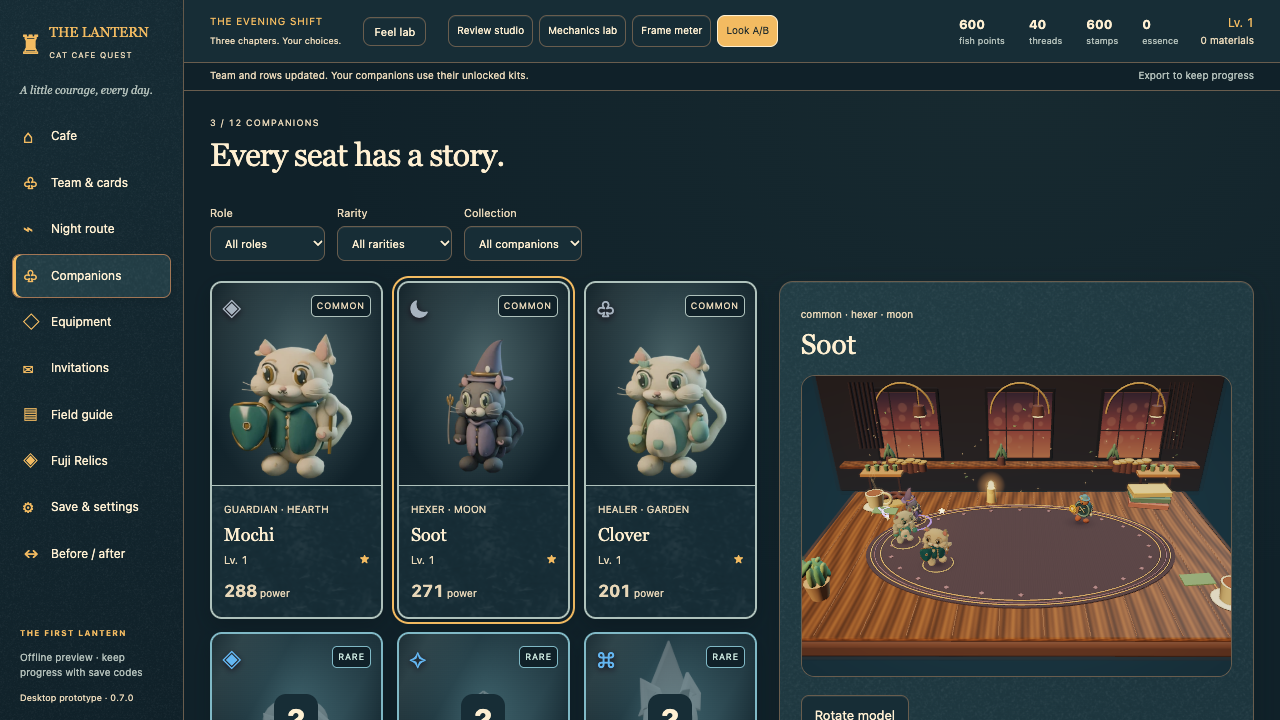 THE LANTERN
CAT CAFE QUEST
A little courage, every day.
Cafe
Team & cards
Night route
Companions
Equipment
Invitations
Field guide
Fuji Relics
Save & settings
Before / after
THE FIRST LANTERN
Offline preview · keep
progress with save codes
Desktop prototype · 0.7.0
THE EVENING SHIFT
Three chapters. Your choices.
Feel lab
Review studio
Mechanics lab
Frame meter
Look A/B
600
fish points
40
threads
600
stamps
0
essence
Lv. 1
0 materials
Team and rows updated. Your companions use their unlocked kits.
Export to keep progress
3 / 12 COMPANIONS
Every seat has a story.
Role
All roles
Rarity
All rarities
Collection
All companions
COMMON
GUARDIAN · HEARTH
Mochi
Lv. 1
288 power
COMMON
HEXER · MOON
Soot
Lv. 1
271 power
COMMON
HEALER · GARDEN
Clover
Lv. 1
201 power
RARE
?
RARE
?
RARE
?
common · hexer · moon
Soot
Rotate model